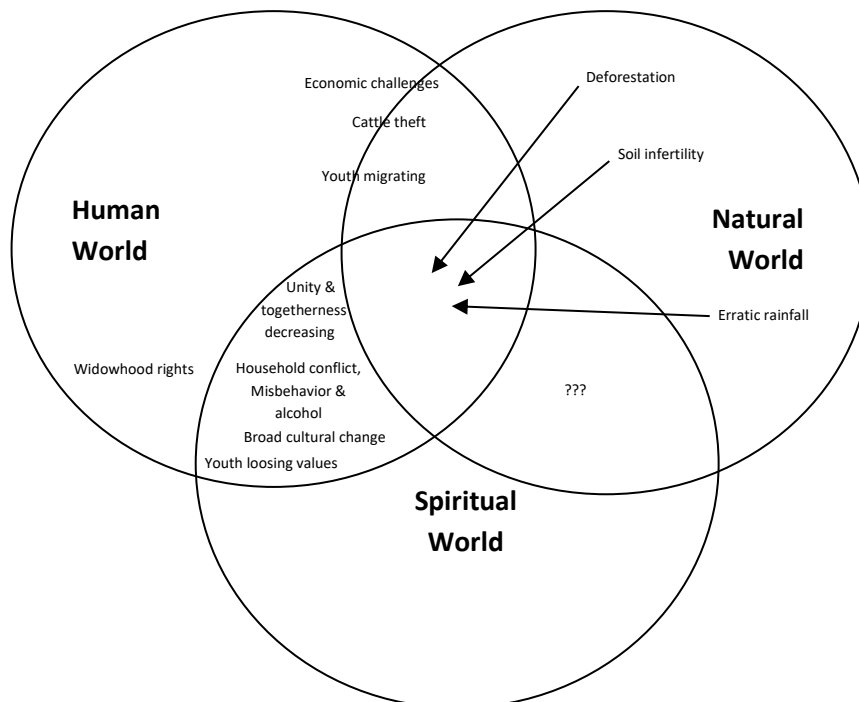 Economic challenges
Deforestation
Cattle theft
Soil infertility
Youth migrating
Human
World
Natural
World
Unity &
togetherness
decreasing
Erratic rainfall
Widowhood rights
Household conflict,
Misbehavior &
alcohol
???
Broad cultural change
Youth loosing values
Spiritual
World